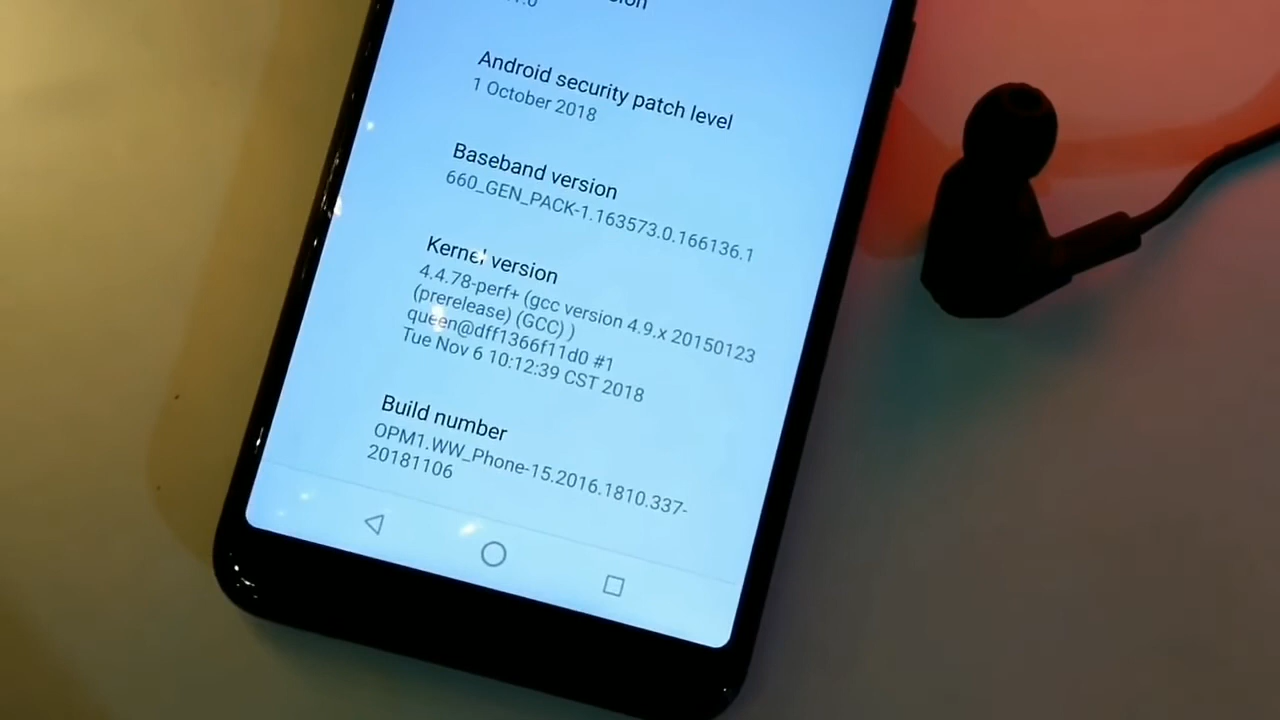 Android security patch level
1 October 2018
Baseband version
660_GEN_PACK-1.163573.0.166136.1
Kernel version
4.4.78-perf+ (gcc version 4.9.x 20150123
(prerelease) (GCC) )
queen@dff1366f11d0 #1
Tue Nov 6 10:12:39 CST 2018
Build number
OPM1.WW_Phone-15.2016.1810.337-
20181106